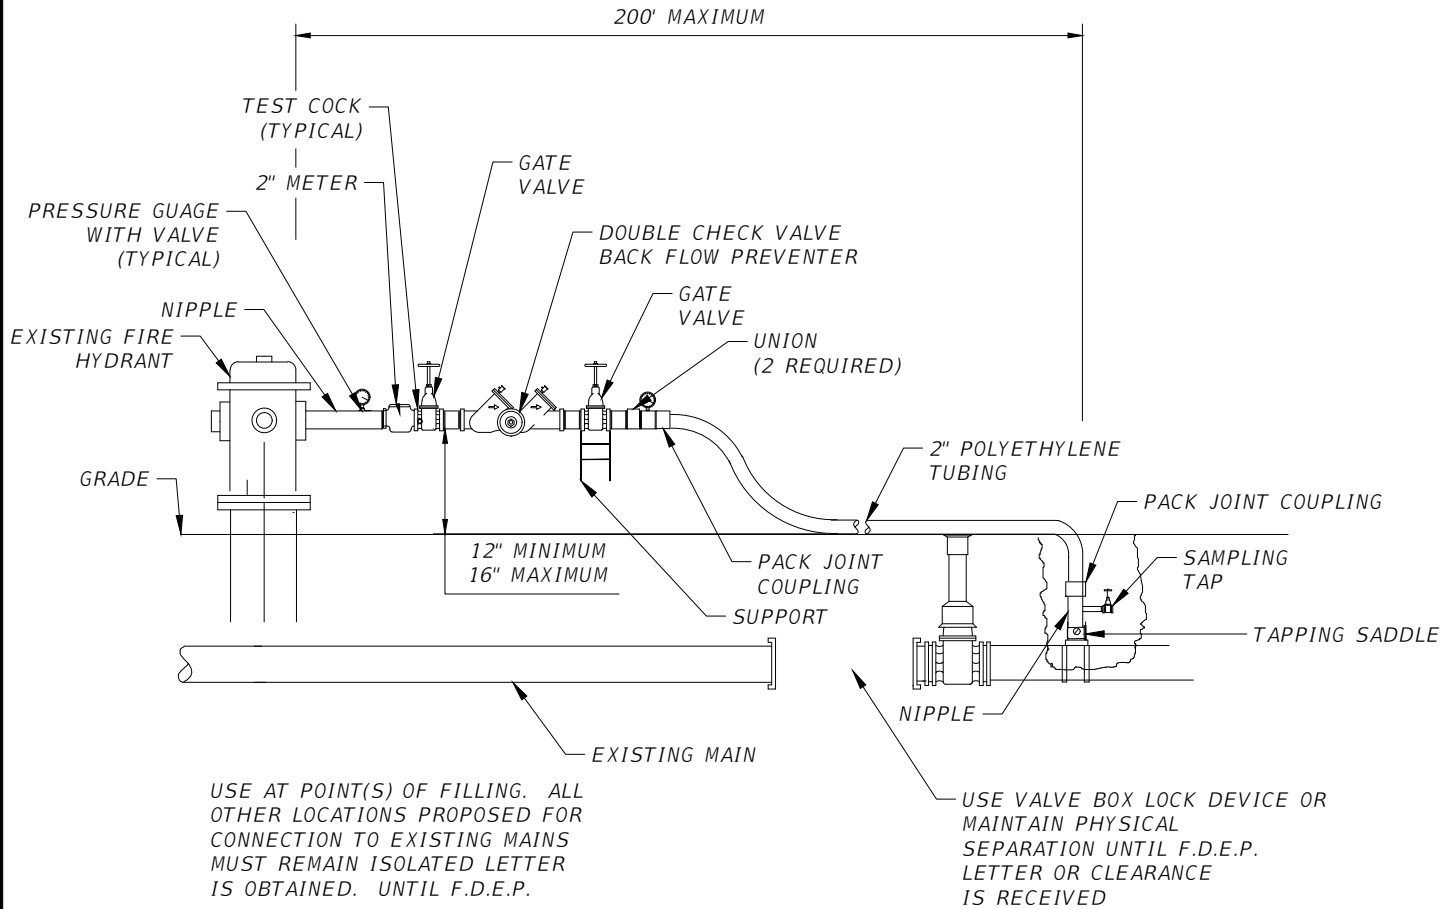 200' MAXIMUM
TEST COCK
(TYPICAL)
2" METER
GATE
VALVE
PRESSURE GUAGE
WITH VALVE
(TYPICAL)
DOUBLE CHECK VALVE
BACK FLOW PREVENTER
NIPPLE
GATE
VALVE
EXISTING FIRE
HYDRANT
UNION
(2 REQUIRED)
GRADE
2" POLYETHYLENE
TUBING
PACK JOINT COUPLING
12" MINIMUM
16" MAXIMUM
PACK JOINT
COUPLING
SAMPLING
TAP
SUPPORT
TAPPING SADDLE
NIPPLE
EXISTING MAIN
USE AT POINT(S) OF FILLING. ALL
OTHER LOCATIONS PROPOSED FOR
CONNECTION TO EXISTING MAINS
MUST REMAIN ISOLATED LETTER
IS OBTAINED. UNTIL F.D.E.P.
USE VALVE BOX LOCK DEVICE OR
MAINTAIN PHYSICAL
SEPARATION UNTIL F.D.E.P.
LETTER OR CLEARANCE
IS RECEIVED